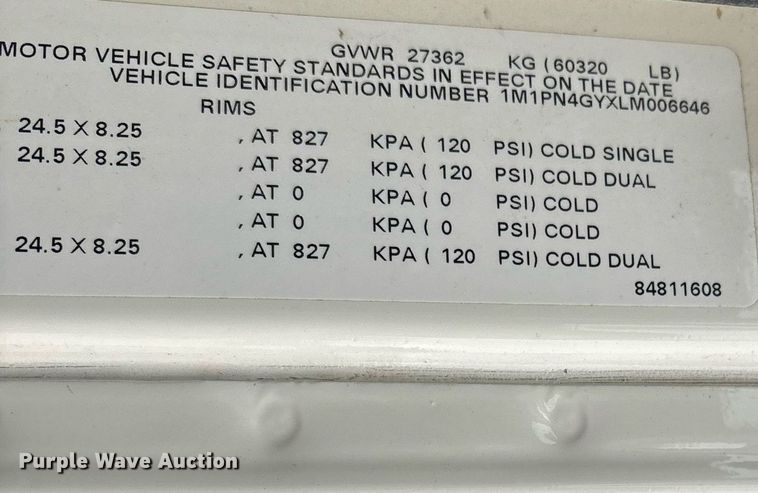 GVWR 27362 KG (60320 LB)
MOTOR VEHICLE SAFETY STANDARDS IN EFFECT ON THE DATE
VEHICLE IDENTIFICATION NUMBER 1M1PN4GYXLM006646
RIMS
24.5 X 8.25 , AT 827 KPA ( 120 PSI) COLD SINGLE
24.5 X 8.25 , AT 827 KPA ( 120 PSI) COLD DUAL
, AT 0 KPA ( 0 PSI) COLD
, AT 0 KPA ( 0 PSI) COLD
24.5 X 8.25 , AT 827 KPA ( 120 PSI) COLD DUAL
84811608
Purple Wave Auction